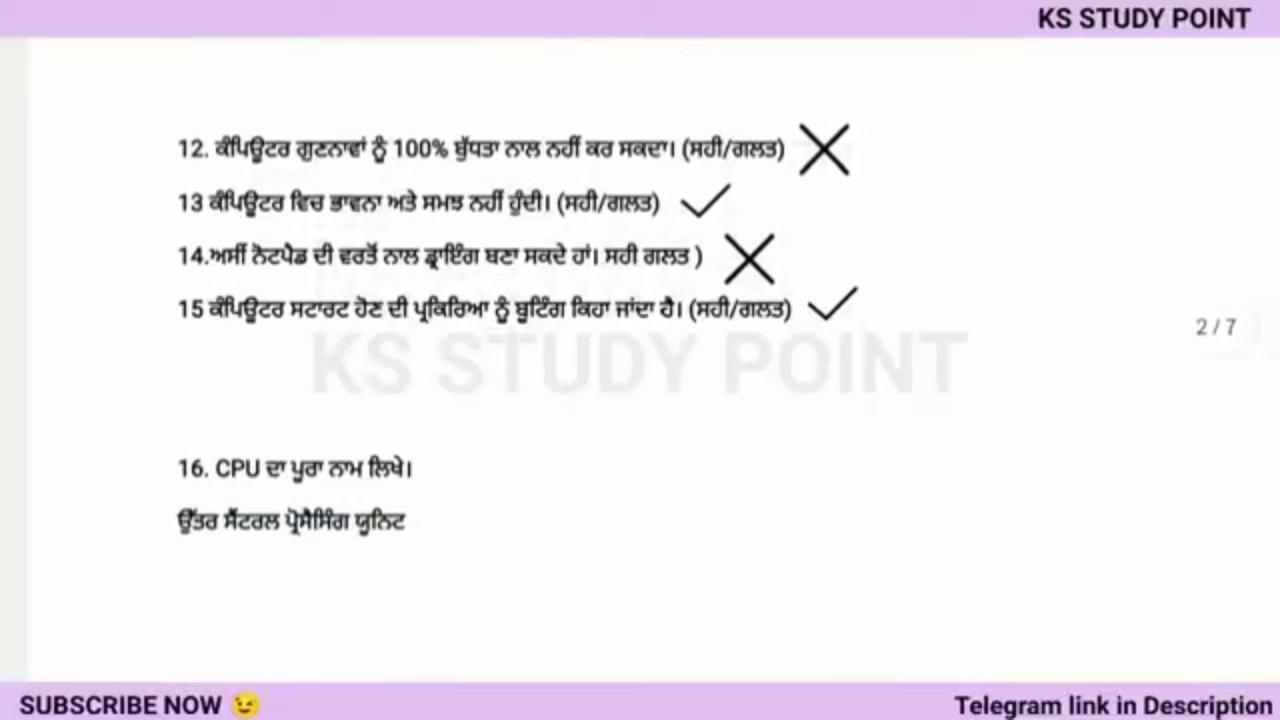 KS STUDY POINT
12. ਕੰਪਿਊਟਰ ਗੁਣਨਾਵਾਂ ਨੂੰ 100% ਸ਼ੁੱਧਤਾ ਨਾਲ ਨਹੀਂ ਕਰ ਸਕਦਾ। (ਸਹੀ/ਗਲਤ)
13 ਕੰਪਿਊਟਰ ਵਿਚ ਭਾਵਨਾ ਅਤੇ ਸਮਝ ਨਹੀਂ ਹੁੰਦੀ। (ਸਹੀ/ਗਲਤ)
14.ਅਸੀਂ ਨੋਟਪੈਡ ਦੀ ਵਰਤੋਂ ਨਾਲ ਡ੍ਰਾਇੰਗ ਬਣਾ ਸਕਦੇ ਹਾਂ। ਸਹੀ ਗਲਤ )
15 ਕੰਪਿਊਟਰ ਸਟਾਰਟ ਹੋਣ ਦੀ ਪ੍ਰਕਿਰਿਆ ਨੂੰ ਬੂਟਿੰਗ ਕਿਹਾ ਜਾਂਦਾ ਹੈ। (ਸਹੀ/ਗਲਤ)
2 / 7
KS STUDY POINT
16. CPU ਦਾ ਪੂਰਾ ਨਾਮ ਲਿਖੋ।
ਉੱਤਰ ਸੈਂਟਰਲ ਪ੍ਰੋਸੈਸਿੰਗ ਯੂਨਿਟ
SUBSCRIBE NOW 😉
Telegram link in Description